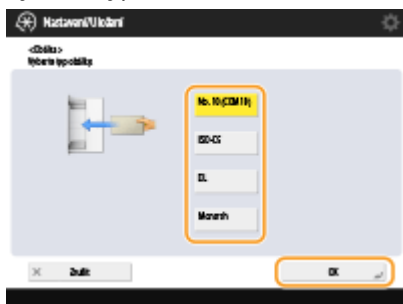 Nastavení/Uložení
<Obálka>
Vyberte typ obálky.
No. 10 (COM10)
ISO-C5
DL
Monarch
Zrušit
OK